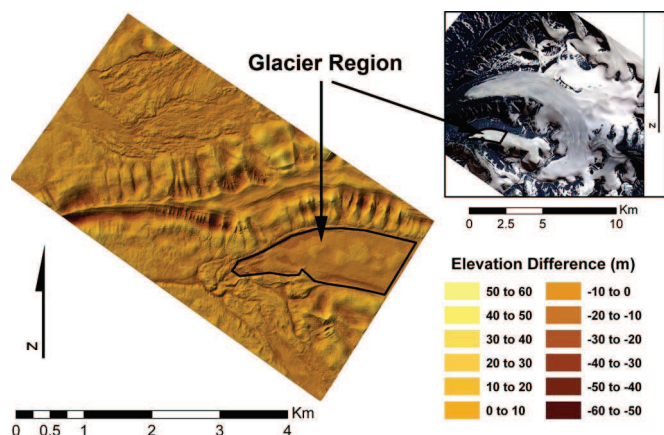 Glacier Region
N
Km
0 2.5 5 10
N
Elevation Difference (m)
50 to 60 -10 to 0
40 to 50 -20 to -10
30 to 40 -30 to -20
20 to 30 -40 to -30
10 to 20 -50 to -40
0 to 10 -60 to -50
Km
0 0.5 1 2 3 4